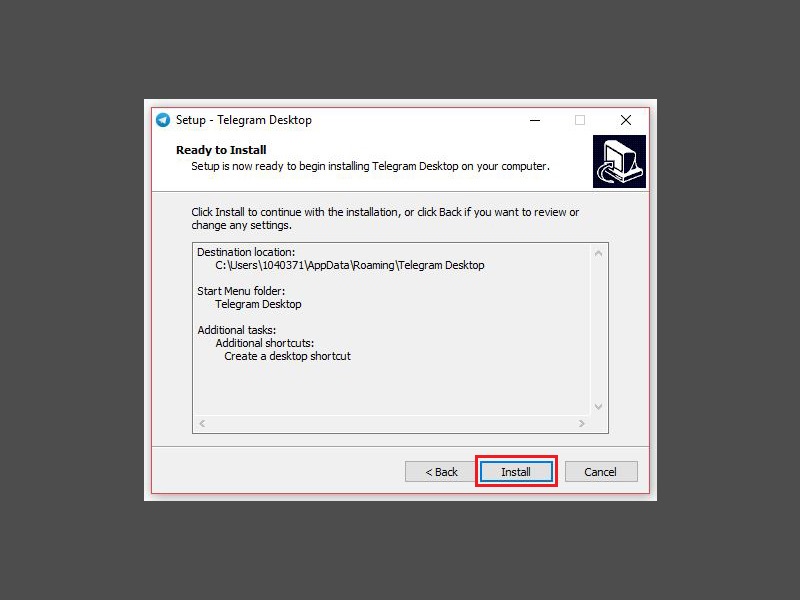 Setup - Telegram Desktop
Ready to Install
Setup is now ready to begin installing Telegram Desktop on your computer.
Click Install to continue with the installation, or click Back if you want to review or
change any settings.
Destination location:
C:\Users\1040371\AppData\Roaming\Telegram Desktop
Start Menu folder:
Telegram Desktop
Additional tasks:
Additional shortcuts:
Create a desktop shortcut
< Back
Install
Cancel